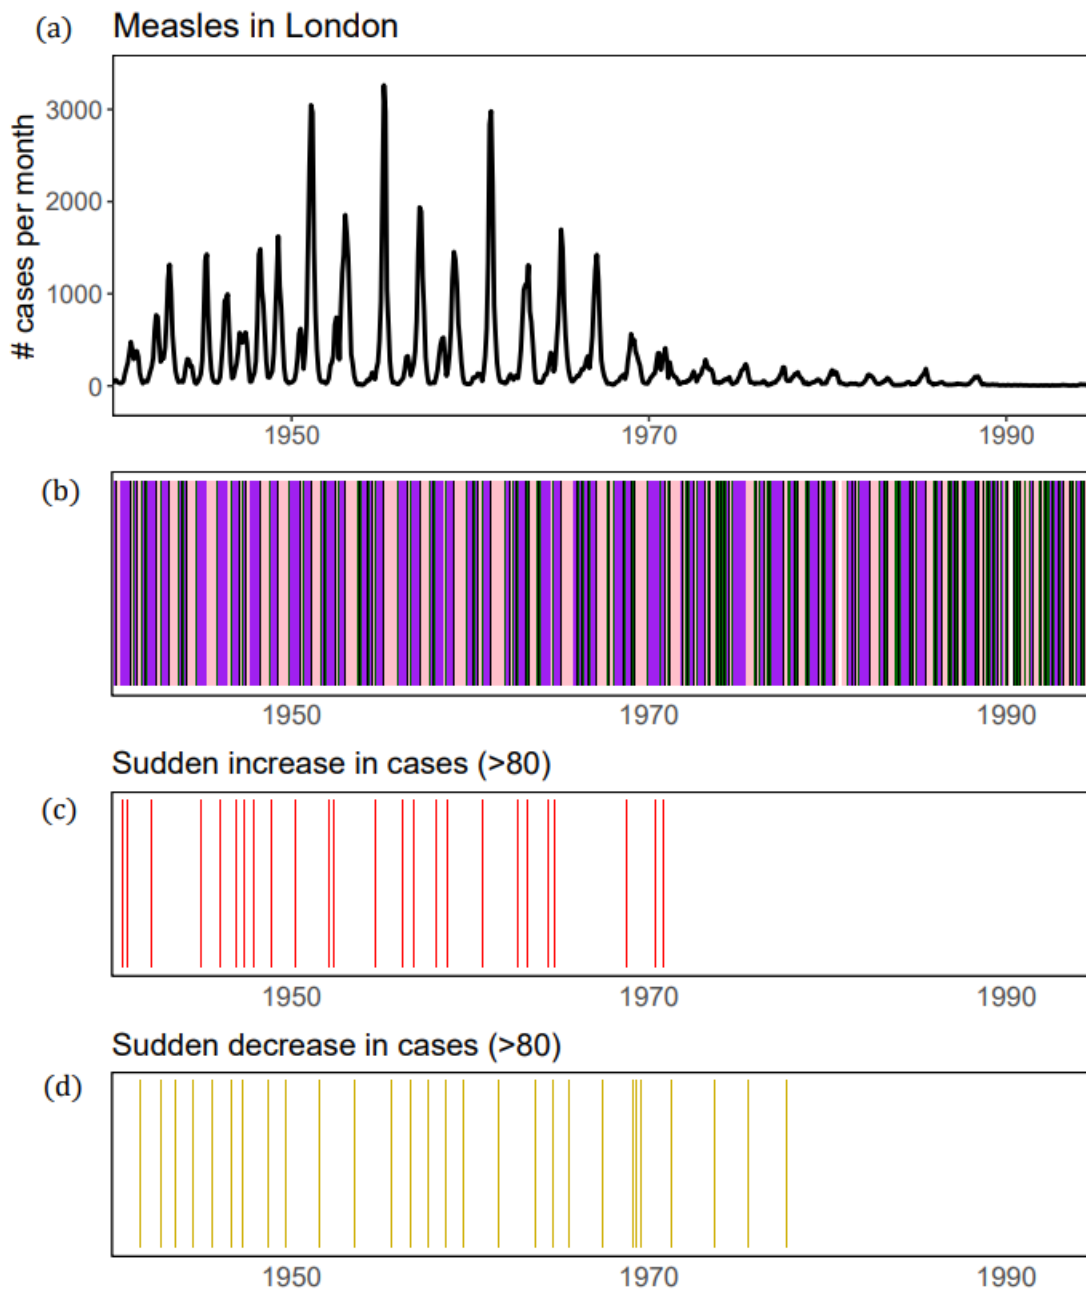 (a) Measles in London
# cases per month
3000
2000
1000
0
1950 1970 1990
(b)
1950 1970 1990
Sudden increase in cases (>80)
(c)
1950 1970 1990
Sudden decrease in cases (>80)
(d)
1950 1970 1990